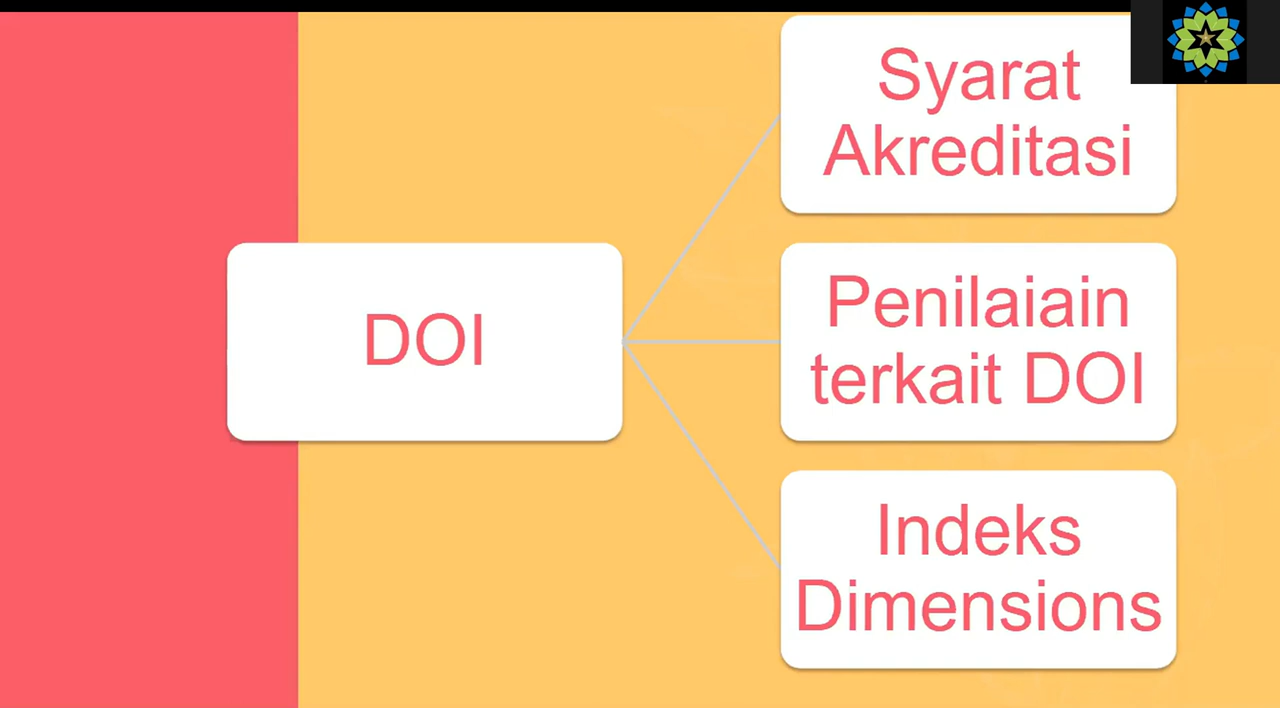 DOI
Syarat
Akreditasi
Penilaiain
terkait DOI
Indeks
Dimensions